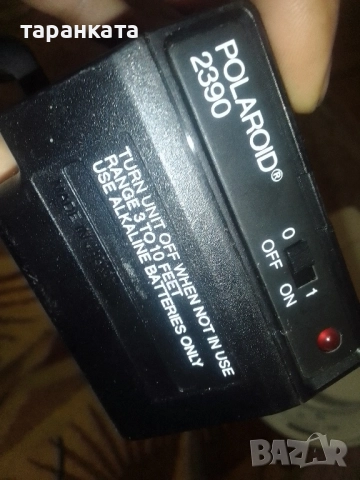 таранката
POLAROID®
2390
0 1
OFF ON
TURN UNIT OFF WHEN NOT IN USE
RANGE 3 TO 10 FEET
USE ALKALINE BATTERIES ONLY
BAZAR